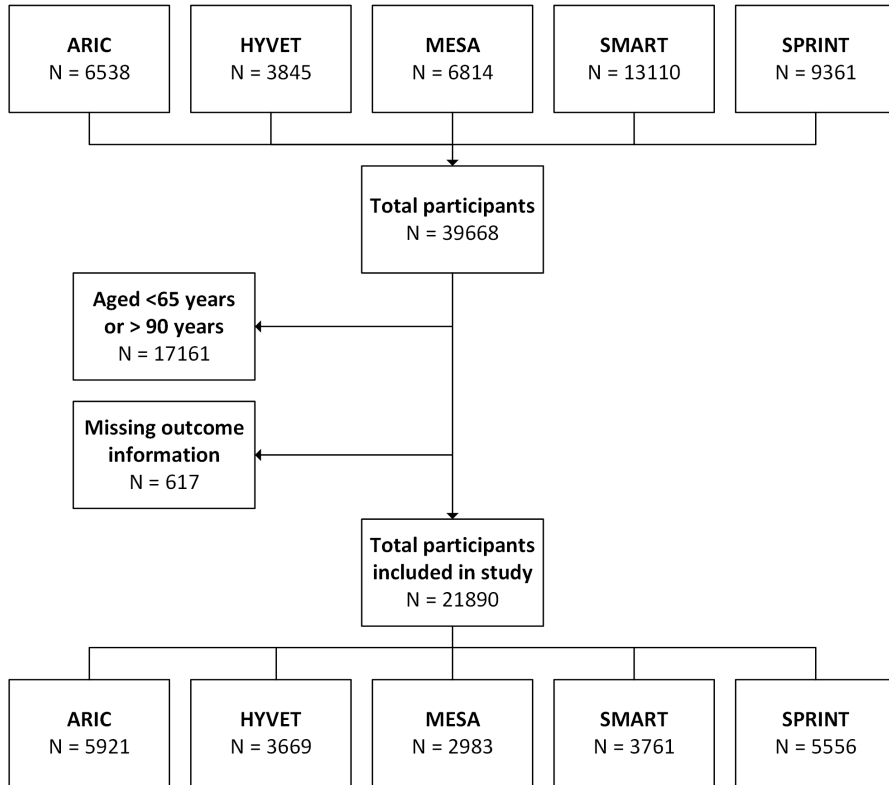 ARIC
N = 6538
HYVET
N = 3845
MESA
N = 6814
SMART
N = 13110
SPRINT
N = 9361
Total participants
N = 39668
Aged <65 years
or > 90 years
N = 17161
Missing outcome
information
N = 617
Total participants
included in study
N = 21890
ARIC
N = 5921
HYVET
N = 3669
MESA
N = 2983
SMART
N = 3761
SPRINT
N = 5556